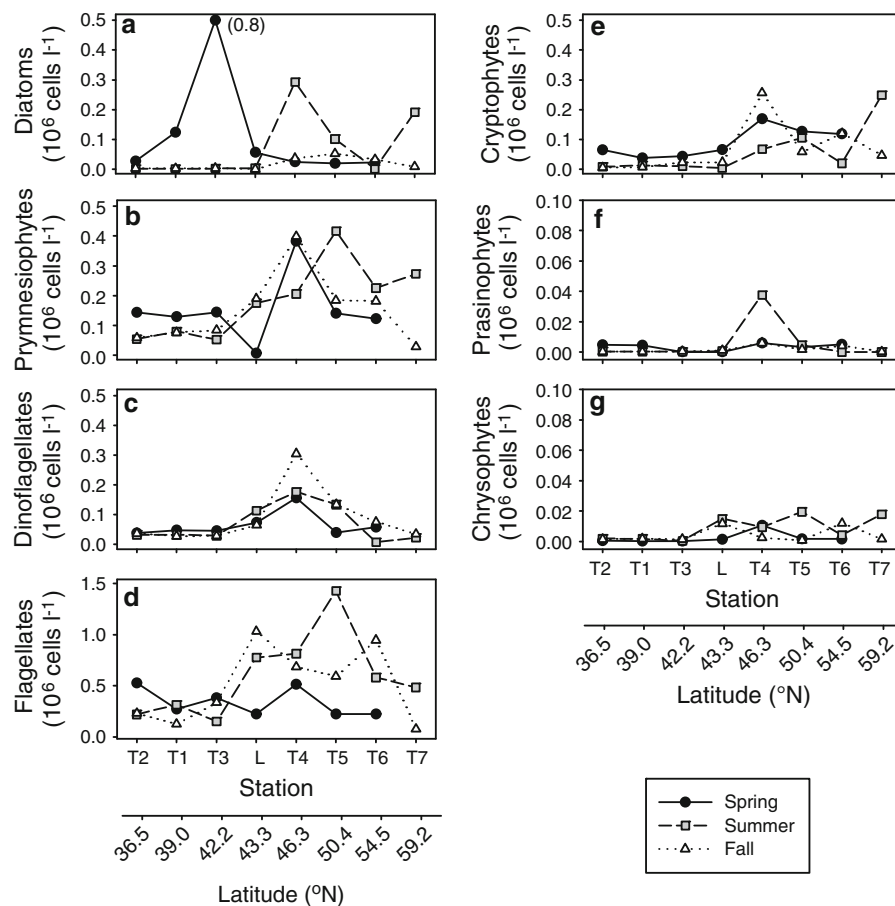 a
Diatoms
(10⁶ cells l⁻¹)
0.5
0.4
0.3
0.2
0.1
0.0
(0.8)
b
Prymnesiophytes
(10⁶ cells l⁻¹)
0.5
0.4
0.3
0.2
0.1
0.0
c
Dinoflagellates
(10⁶ cells l⁻¹)
0.5
0.4
0.3
0.2
0.1
0.0
d
Flagellates
(10⁶ cells l⁻¹)
1.5
1.0
0.5
0.0
T2 T1 T3 L T4 T5 T6 T7
Station
36.5 39.0 42.2 43.3 46.3 50.4 54.5 59.2
Latitude (°N)
e
Cryptophytes
(10⁶ cells l⁻¹)
0.5
0.4
0.3
0.2
0.1
0.0
f
Prasinophytes
(10⁶ cells l⁻¹)
0.10
0.08
0.06
0.04
0.02
0.00
g
Chrysophytes
(10⁶ cells l⁻¹)
0.10
0.08
0.06
0.04
0.02
0.00
T2 T1 T3 L T4 T5 T6 T7
Station
36.5 39.0 42.2 43.3 46.3 50.4 54.5 59.2
Latitude (°N)
Spring
Summer
Fall